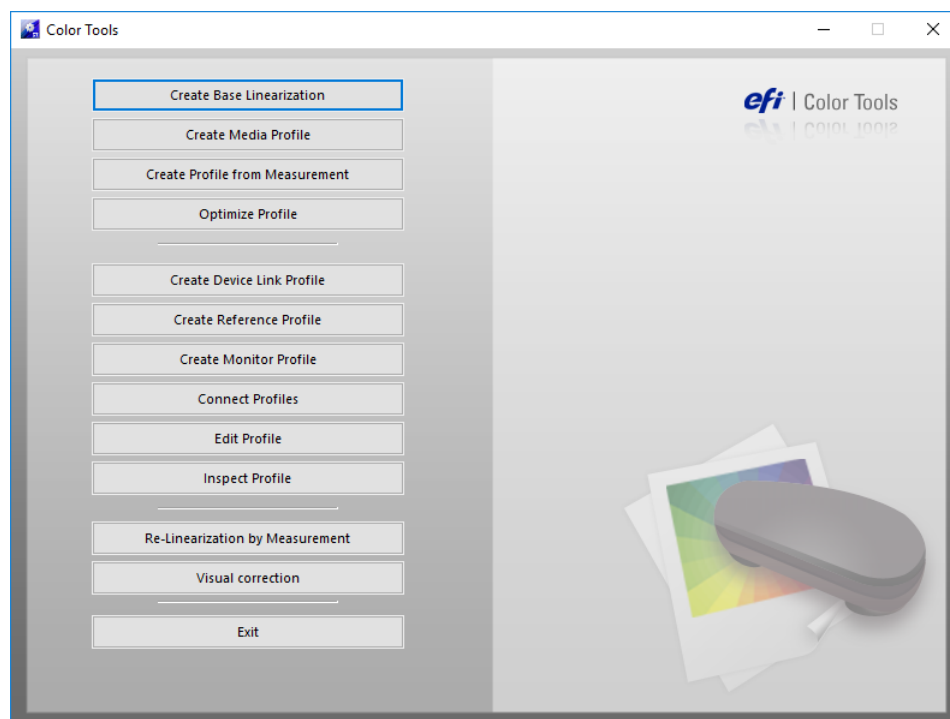 Color Tools
Create Base Linearization
Create Media Profile
Create Profile from Measurement
Optimize Profile
Create Device Link Profile
Create Reference Profile
Create Monitor Profile
Connect Profiles
Edit Profile
Inspect Profile
Re-Linearization by Measurement
Visual correction
Exit
efi | Color Tools